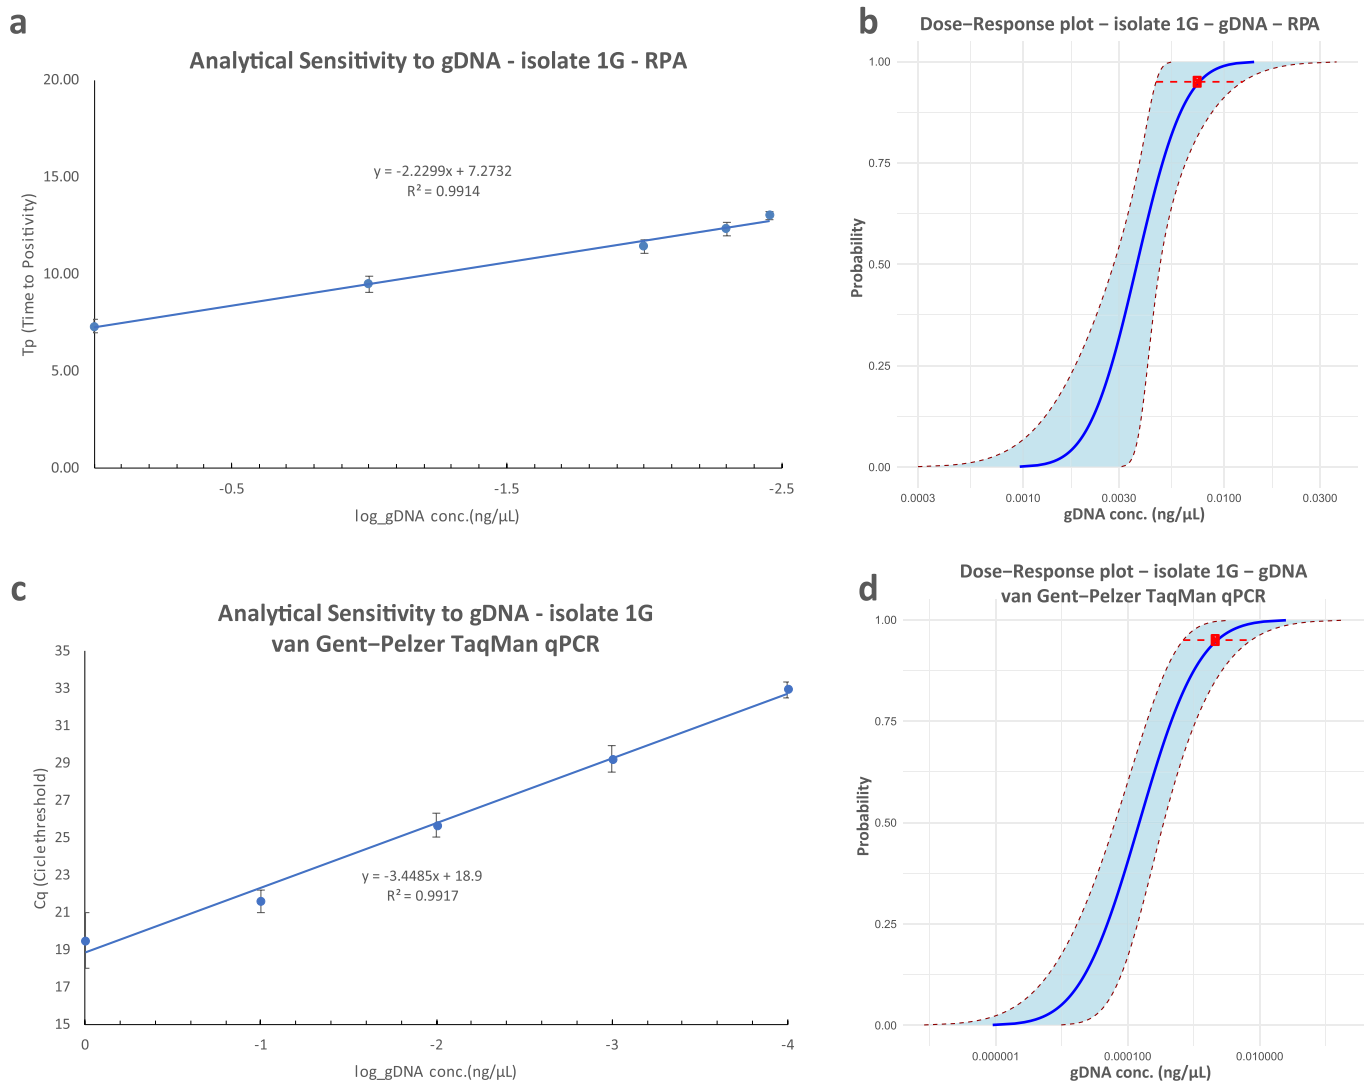 a
Analytical Sensitivity to gDNA - isolate 1G - RPA
20.00
15.00
10.00
5.00
0.00
Tp (Time to Positivity)
y = -2.2299x + 7.2732
R² = 0.9914
-0.5
-1.5
-2.5
log_gDNA conc.(ng/µL)
b
Dose−Response plot − isolate 1G − gDNA − RPA
1.00
0.75
0.50
0.25
0.00
Probability
0.0003
0.0010
0.0030
0.0100
0.0300
gDNA conc. (ng/µL)
c
Analytical Sensitivity to gDNA - isolate 1G
van Gent−Pelzer TaqMan qPCR
35
33
31
29
27
25
23
21
19
17
15
Cq (Cicle threshold)
y = -3.4485x + 18.9
R² = 0.9917
0
-1
-2
-3
-4
log_gDNA conc.(ng/µL)
d
Dose−Response plot − isolate 1G − gDNA
van Gent−Pelzer TaqMan qPCR
1.00
0.75
0.50
0.25
0.00
Probability
0.000001
0.000100
0.010000
gDNA conc. (ng/µL)